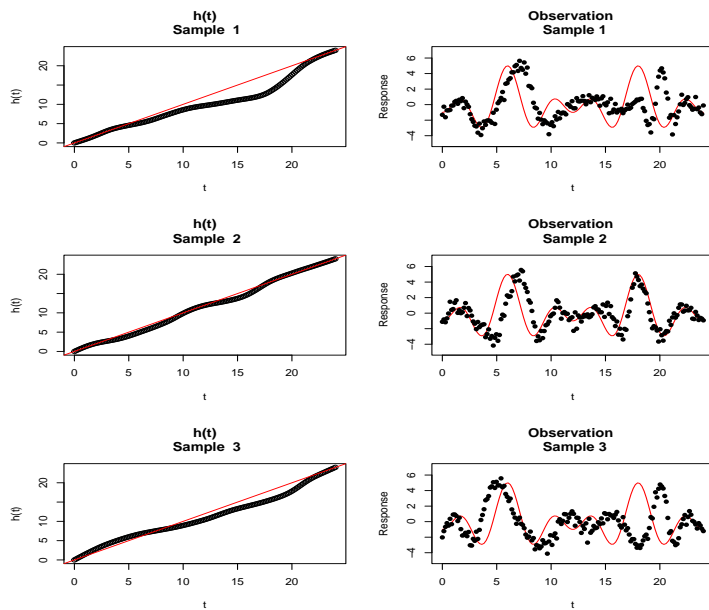 h(t)
Sample 1
h(t)
0 5 10 20
0 5 10 15 20
t
Observation
Sample 1
Response
-4 0 2 4 6
0 5 10 15 20
t
h(t)
Sample 2
h(t)
0 5 10 20
0 5 10 15 20
t
Observation
Sample 2
Response
-4 0 2 4 6
0 5 10 15 20
t
h(t)
Sample 3
h(t)
0 5 10 20
0 5 10 15 20
t
Observation
Sample 3
Response
-4 0 2 4 6
0 5 10 15 20
t